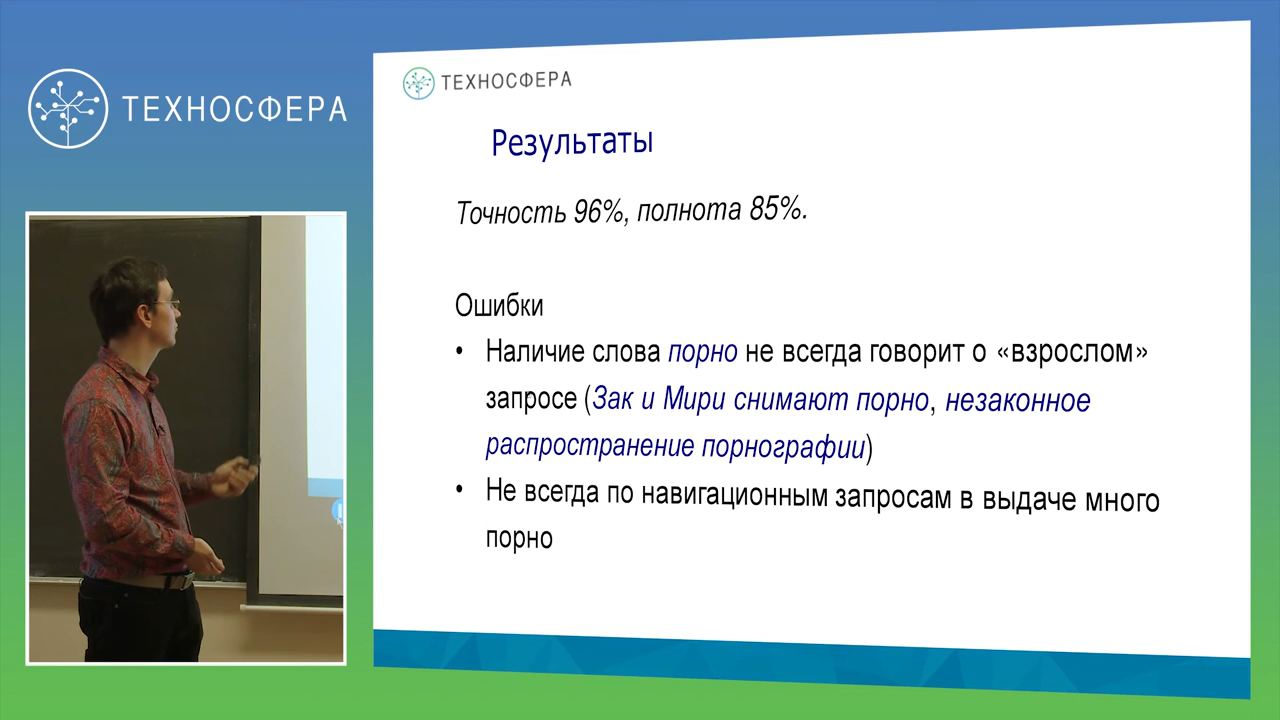 ТЕХНОСФЕРА
ТЕХНОСФЕРА
Результаты
Точность 96%, полнота 85%.
Ошибки
• Наличие слова порно не всегда говорит о «взрослом»
запросе (Зак и Мири снимают порно, незаконное
распространение порнографии)
• Не всегда по навигационным запросам в выдаче много
порно